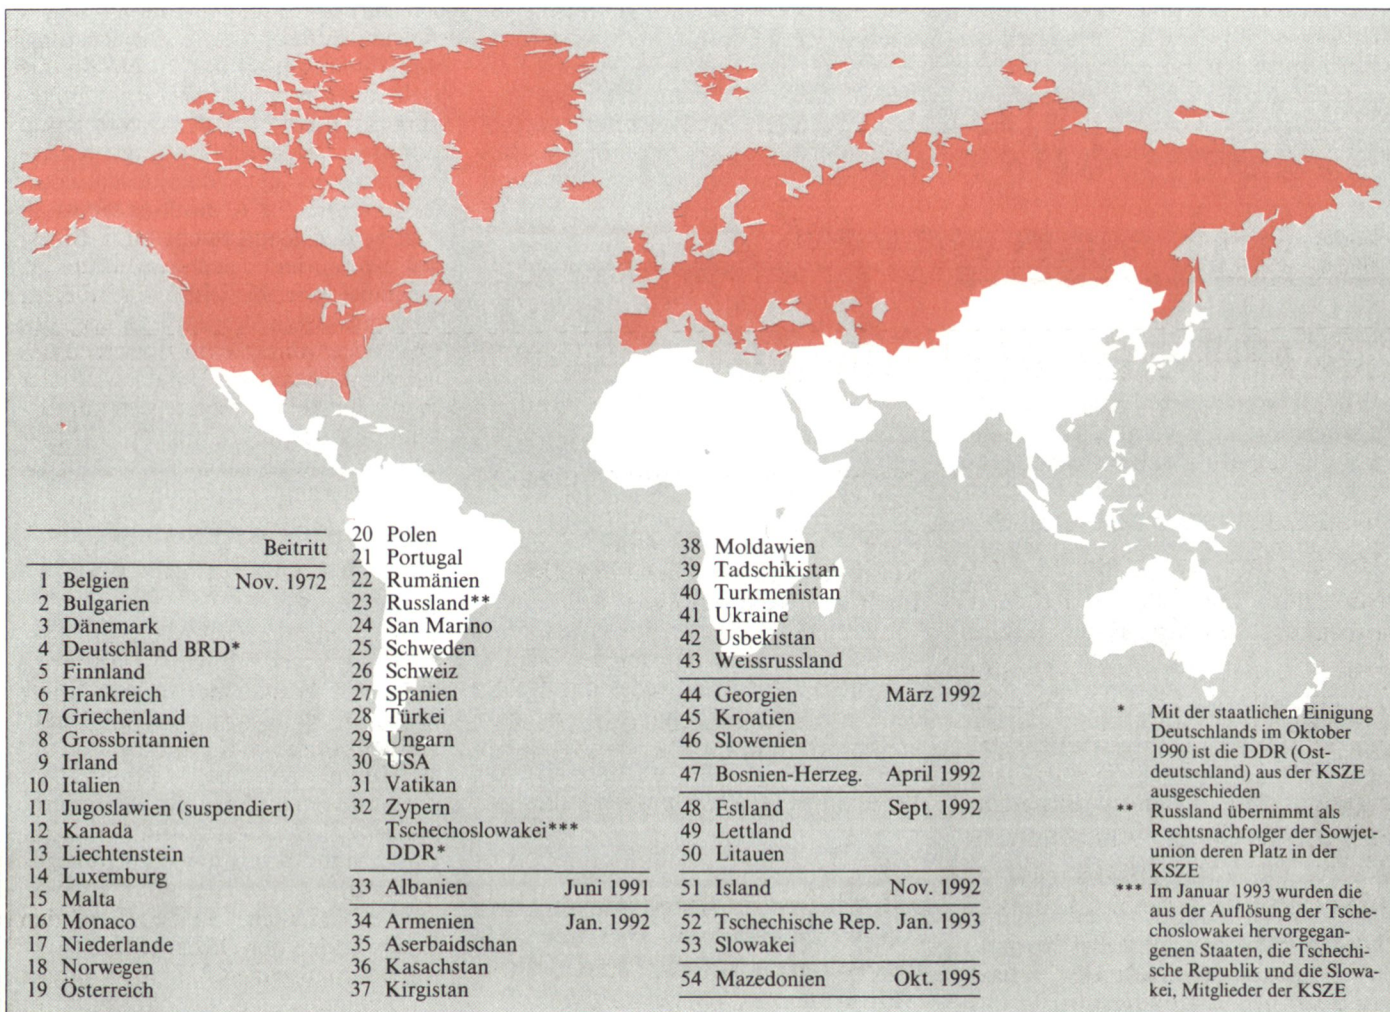 Beitritt
1 Belgien Nov. 1972
2 Bulgarien
3 Dänemark
4 Deutschland BRD*
5 Finnland
6 Frankreich
7 Griechenland
8 Grossbritannien
9 Irland
10 Italien
11 Jugoslawien (suspendiert)
12 Kanada
13 Liechtenstein
14 Luxemburg
15 Malta
16 Monaco
17 Niederlande
18 Norwegen
19 Österreich
20 Polen
21 Portugal
22 Rumänien
23 Russland**
24 San Marino
25 Schweden
26 Schweiz
27 Spanien
28 Türkei
29 Ungarn
30 USA
31 Vatikan
32 Zypern
Tschechoslowakei***
DDR*
33 Albanien Juni 1991
34 Armenien Jan. 1992
35 Aserbaidschan
36 Kasachstan
37 Kirgistan
38 Moldawien
39 Tadschikistan
40 Turkmenistan
41 Ukraine
42 Usbekistan
43 Weissrussland
44 Georgien März 1992
45 Kroatien
46 Slowenien
47 Bosnien-Herzeg. April 1992
48 Estland Sept. 1992
49 Lettland
50 Litauen
51 Island Nov. 1992
52 Tschechische Rep. Jan. 1993
53 Slowakei
54 Mazedonien Okt. 1995
* Mit der staatlichen Einigung
Deutschlands im Oktober
1990 ist die DDR (Ost-
deutschland) aus der KSZE
ausgeschieden
** Russland übernimmt als
Rechtsnachfolger der Sowjet-
union deren Platz in der
KSZE
*** Im Januar 1993 wurden die
aus der Auflösung der Tsche-
choslowakei hervorgegan-
genen Staaten, die Tschechi-
sche Republik und die Slowa-
kei, Mitglieder der KSZE